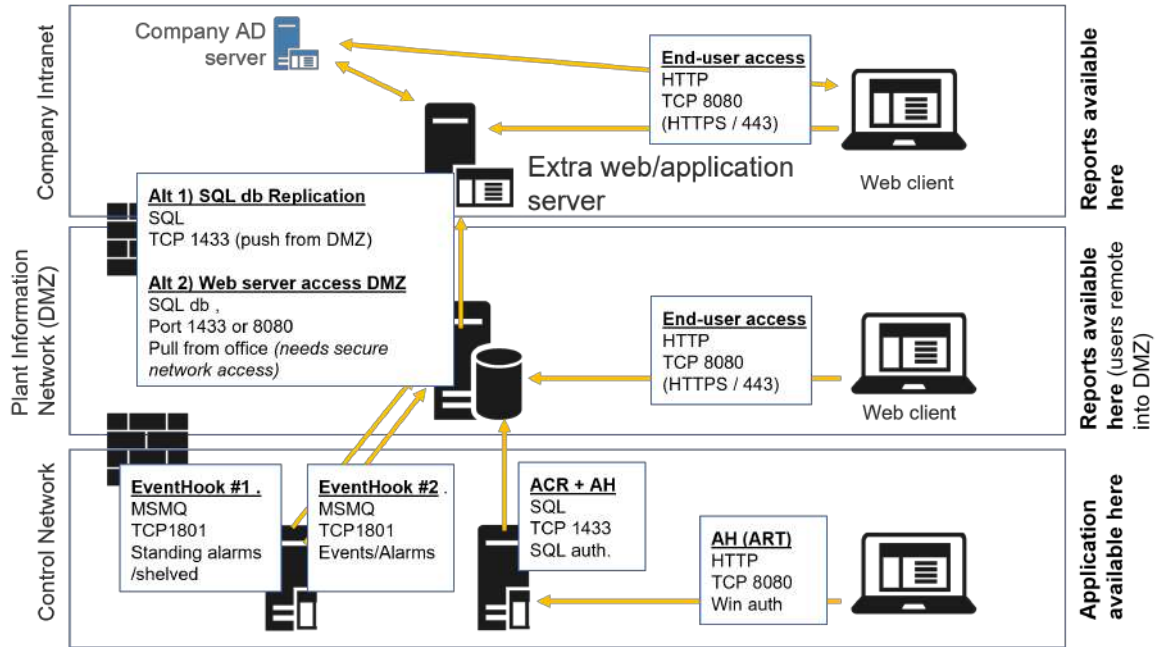 Company Intranet
Company AD
server
End-user access
HTTP
TCP 8080
(HTTPS / 443)
Web client
Extra web/application
server
Reports available
here
Alt 1) SQL db Replication
SQL
TCP 1433 (push from DMZ)
Alt 2) Web server access DMZ
SQL db ,
Port 1433 or 8080
Pull from office (needs secure
network access)
Plant Information
Network (DMZ)
End-user access
HTTP
TCP 8080
(HTTPS / 443)
Web client
Reports available
here (users remote
into DMZ)
Control Network
EventHook #1 .
MSMQ
TCP1801
Standing alarms
/shelved
EventHook #2 .
MSMQ
TCP1801
Events/Alarms
ACR + AH
SQL
TCP 1433
SQL auth.
AH (ART)
HTTP
TCP 8080
Win auth
Application
available here